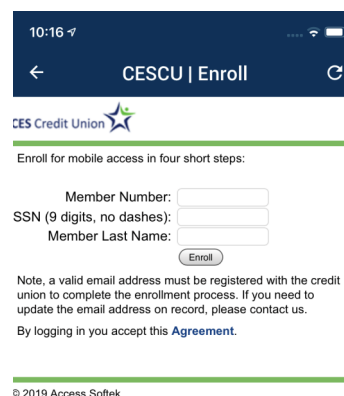 10:16
CESCU | Enroll
CES Credit Union
Enroll for mobile access in four short steps:
Member Number:
SSN (9 digits, no dashes):
Member Last Name:
Enroll
Note, a valid email address must be registered with the credit
union to complete the enrollment process. If you need to
update the email address on record, please contact us.
By logging in you accept this Agreement.
© 2019 Access Softek